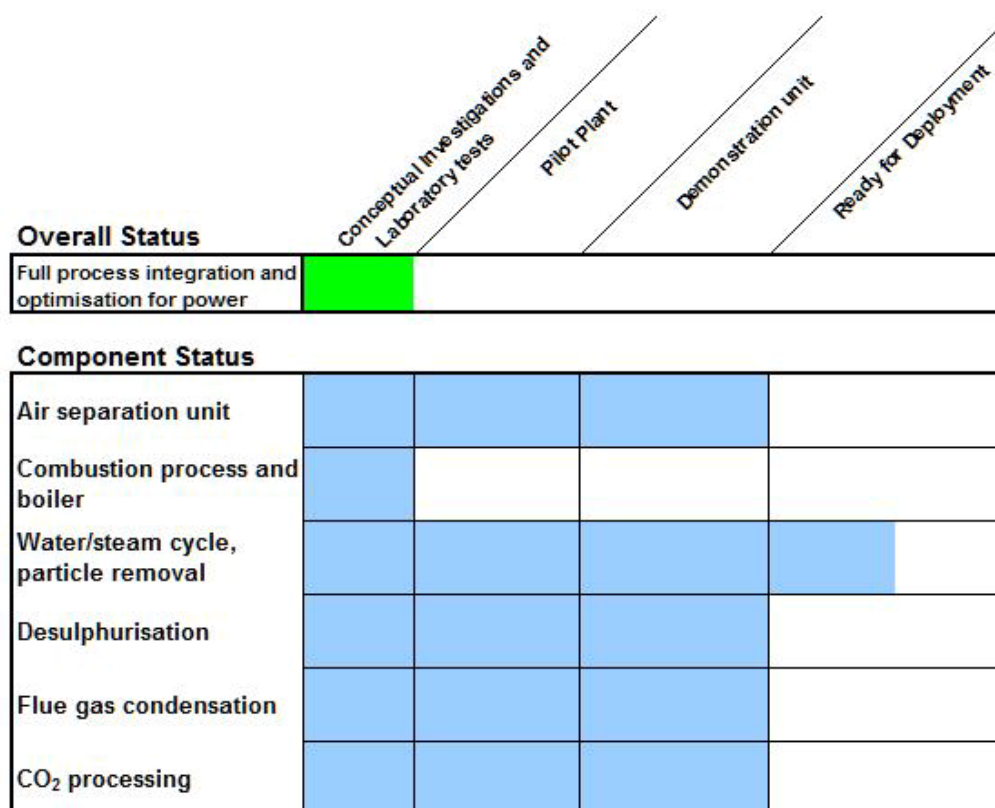 Conceptual Investigations and
Laboratory tests
Pilot Plant
Demonstration unit
Ready for Deployment
Overall Status
Full process integration and
optimisation for power
Component Status
Air separation unit
Combustion process and
boiler
Water/steam cycle,
particle removal
Desulphurisation
Flue gas condensation
CO₂ processing